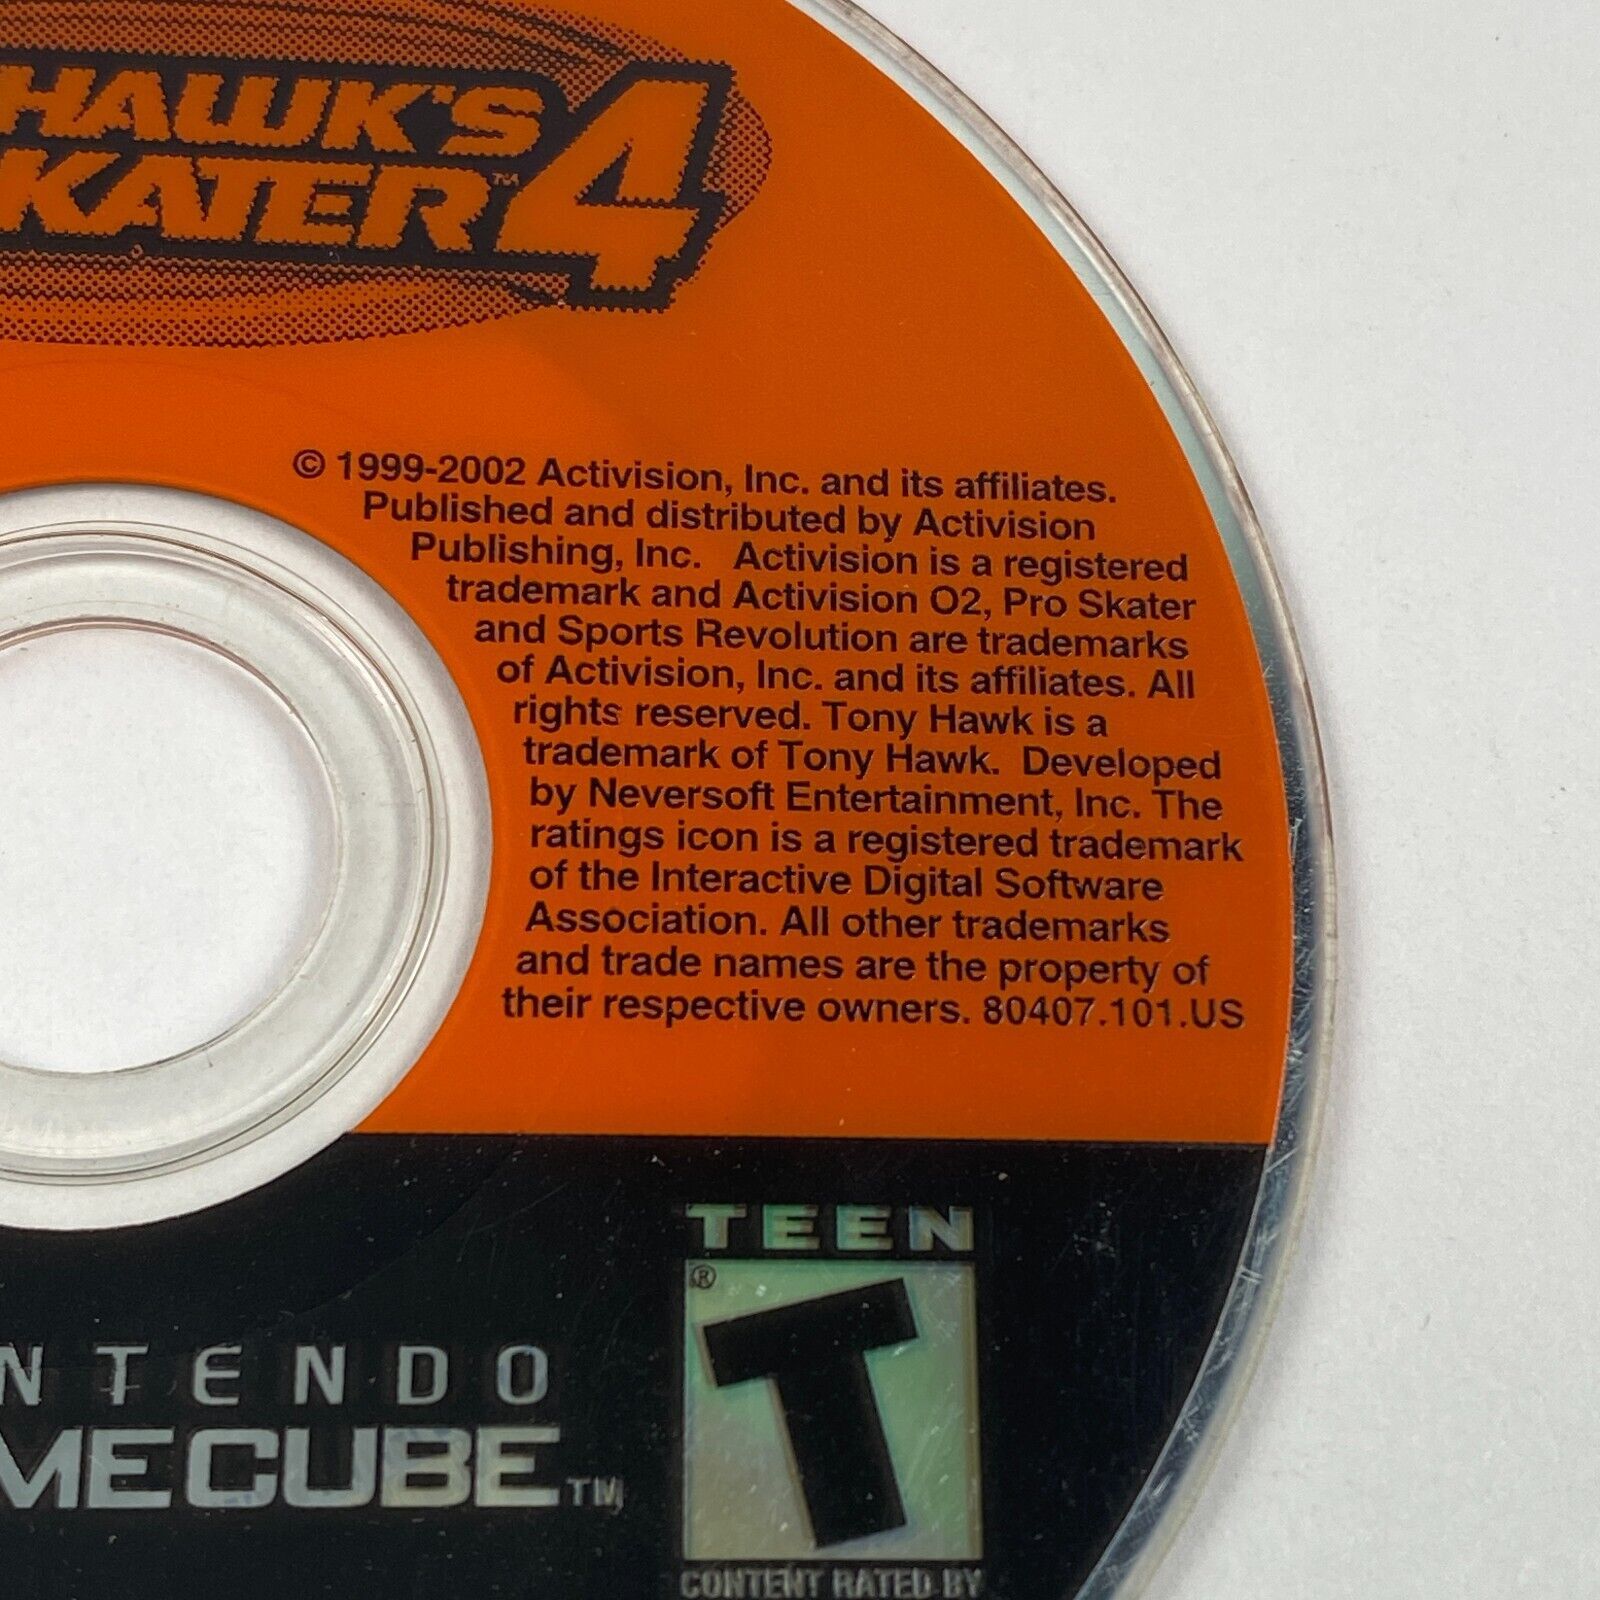 HAWK'S
KATER™ 4
© 1999-2002 Activision, Inc. and its affiliates.
Published and distributed by Activision
Publishing, Inc. Activision is a registered
trademark and Activision O2, Pro Skater
and Sports Revolution are trademarks
of Activision, Inc. and its affiliates. All
rights reserved. Tony Hawk is a
trademark of Tony Hawk. Developed
by Neversoft Entertainment, Inc. The
ratings icon is a registered trademark
of the Interactive Digital Software
Association. All other trademarks
and trade names are the property of
their respective owners. 80407.101.US
TEEN
®
T
NTENDO
MECUBE™
CONTENT RATED BY